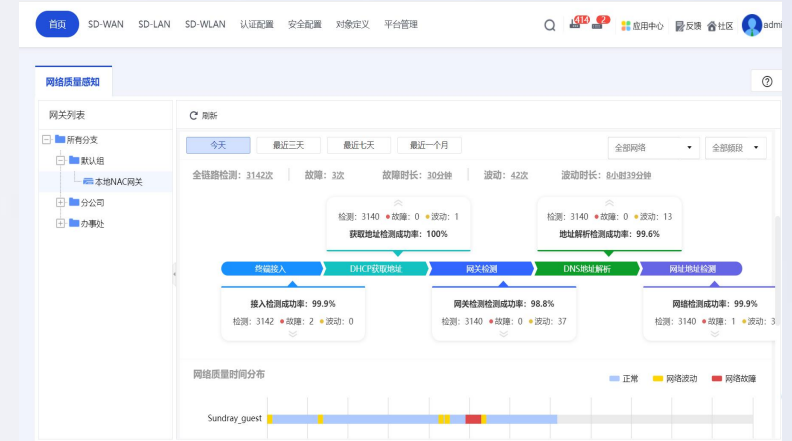 首页 SD-WAN SD-LAN SD-WLAN 认证配置 安全配置 对象定义 平台管理 414 2 应用中心 反馈 社区 admi
网络质量感知
网关列表
刷新
所有分支
默认组
本地NAC网关
分公司
办事处
今天 最近三天 最近七天 最近一个月 全部网络 全部频段
全链路检测：3142次 故障：3次 故障时长：30分钟 波动：42次 波动时长：8小时39分钟
检测：3140 故障：0 波动：1
获取地址检测成功率：100%
检测：3140 故障：0 波动：13
地址解析检测成功率：99.6%
终端接入 DHCP获取地址 网关检测 DNS地址解析 网址地址检测
接入检测成功率：99.9%
检测：3142 故障：2 波动：0
网关检测检测成功率：98.8%
检测：3140 故障：0 波动：37
网络检测成功率：99.9%
检测：3140 故障：1 波动：3
网络质量时间分布
正常 网络波动 网络故障
Sundray_guest